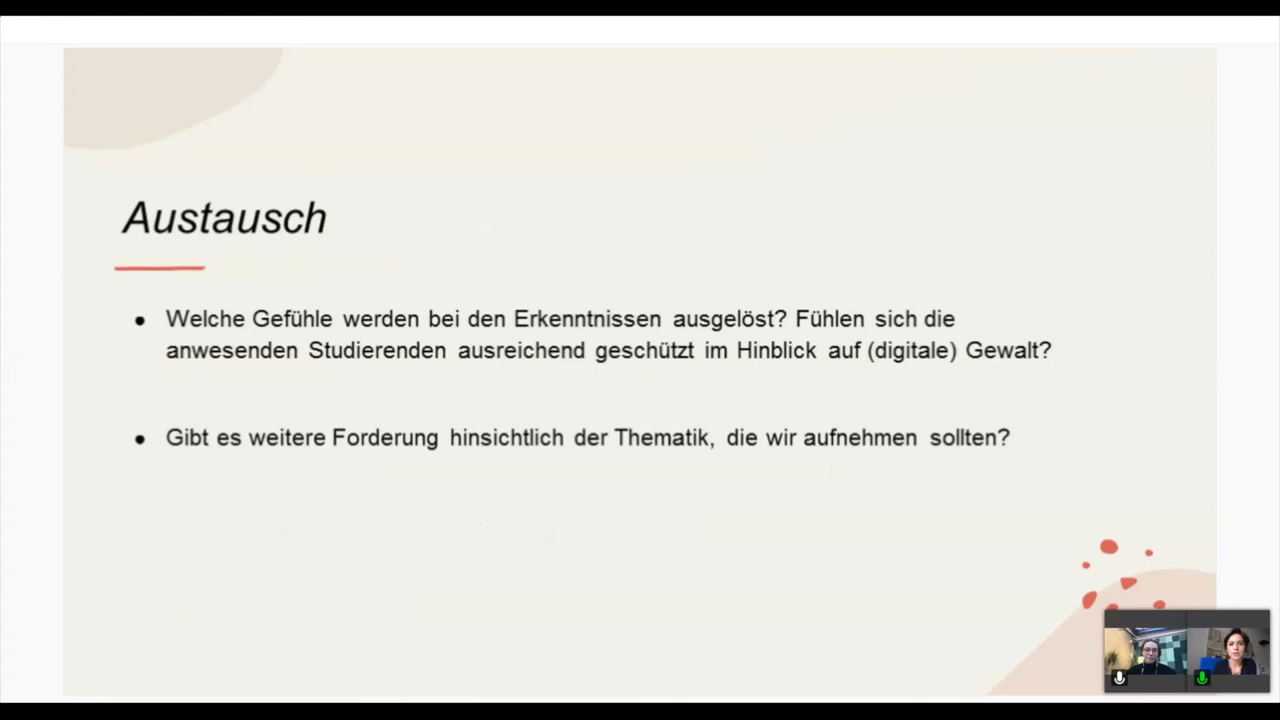 Austausch
Welche Gefühle werden bei den Erkenntnissen ausgelöst? Fühlen sich die
anwesenden Studierenden ausreichend geschützt im Hinblick auf (digitale) Gewalt?
Gibt es weitere Forderung hinsichtlich der Thematik, die wir aufnehmen sollten?